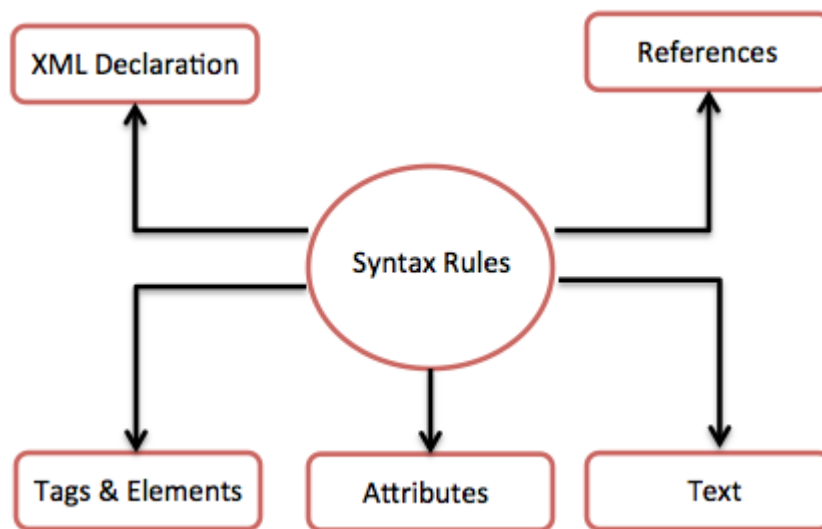 XML Declaration
References
Syntax Rules
Tags & Elements
Attributes
Text